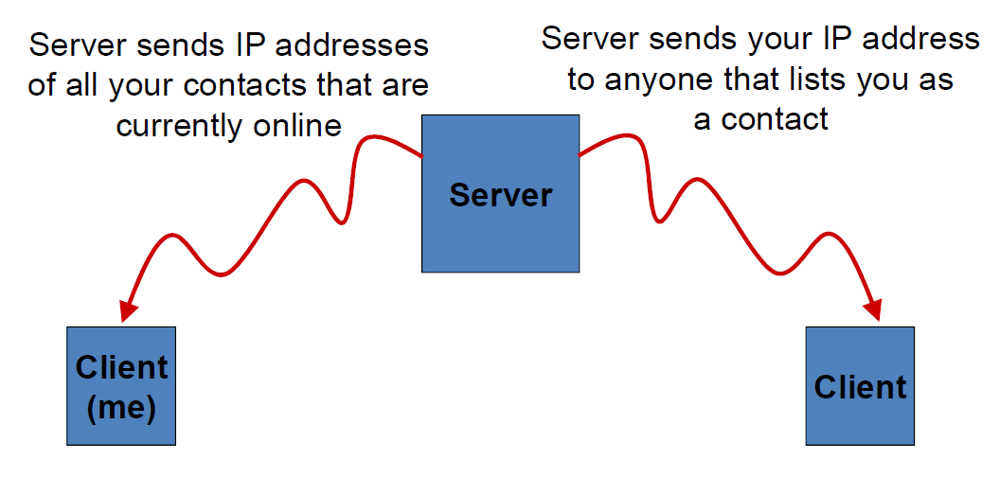 Server sends IP addresses
of all your contacts that are
currently online
Server sends your IP address
to anyone that lists you as
a contact
Server
Client
(me)
Client